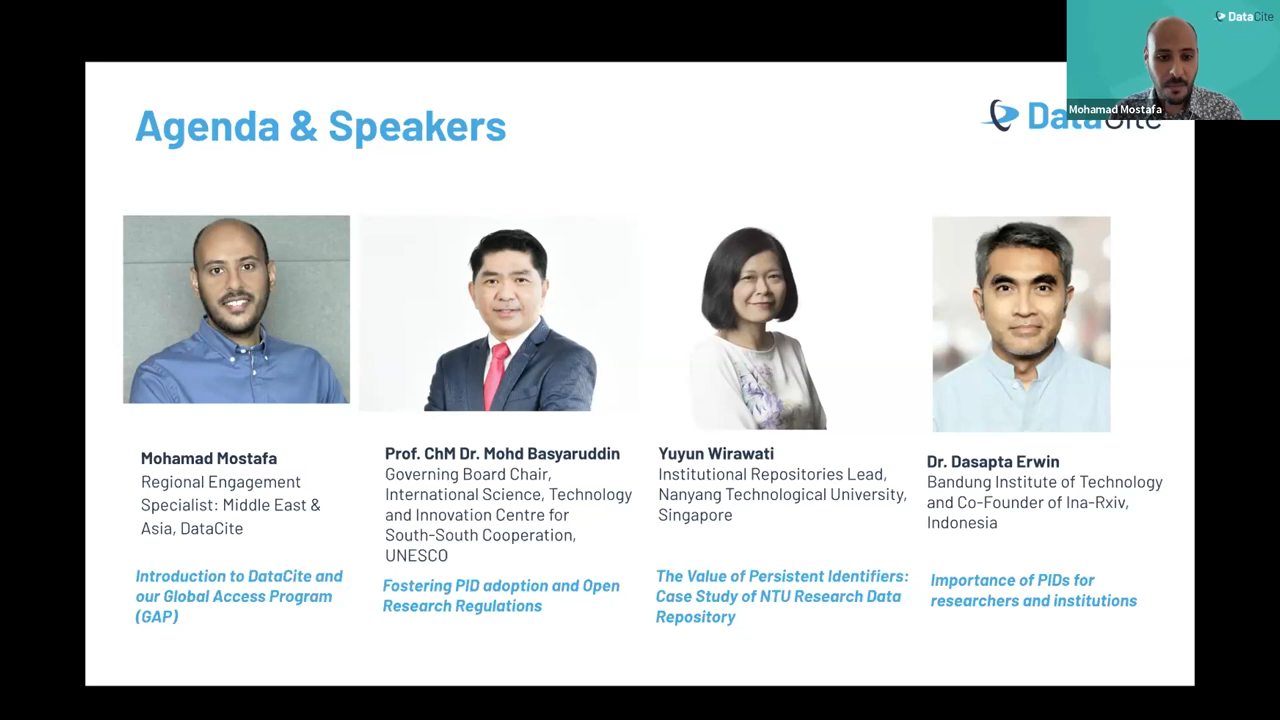 DataCite
Mohamad Mostafa
Agenda & Speakers
DataCite
Mohamad Mostafa
Regional Engagement
Specialist: Middle East &
Asia, DataCite
Introduction to DataCite and
our Global Access Program
(GAP)
Prof. ChM Dr. Mohd Basyaruddin
Governing Board Chair,
International Science, Technology
and Innovation Centre for
South-South Cooperation,
UNESCO
Fostering PID adoption and Open
Research Regulations
Yuyun Wirawati
Institutional Repositories Lead,
Nanyang Technological University,
Singapore
The Value of Persistent Identifiers:
Case Study of NTU Research Data
Repository
Dr. Dasapta Erwin
Bandung Institute of Technology
and Co-Founder of Ina-Rxiv,
Indonesia
Importance of PIDs for
researchers and institutions